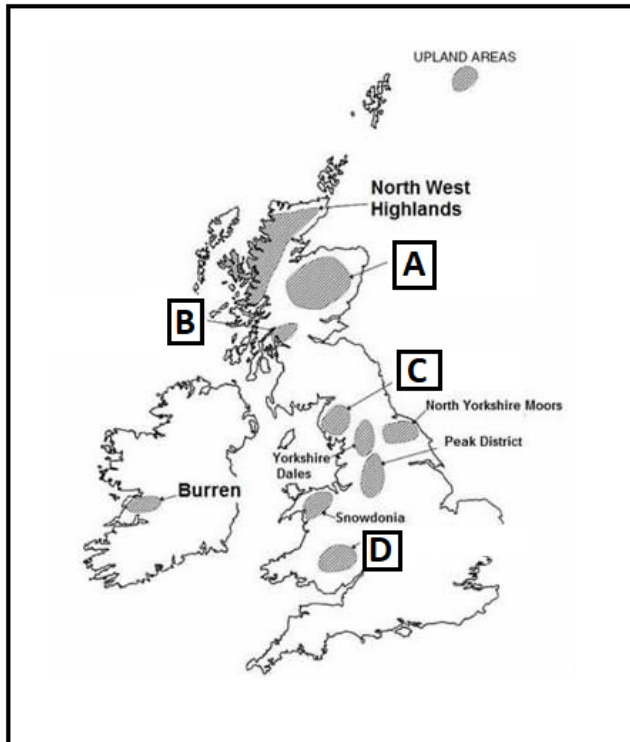 UPLAND AREAS
North West
Highlands
A
B
C
North Yorkshire Moors
Peak District
Yorkshire
Dales
Burren
Snowdonia
D